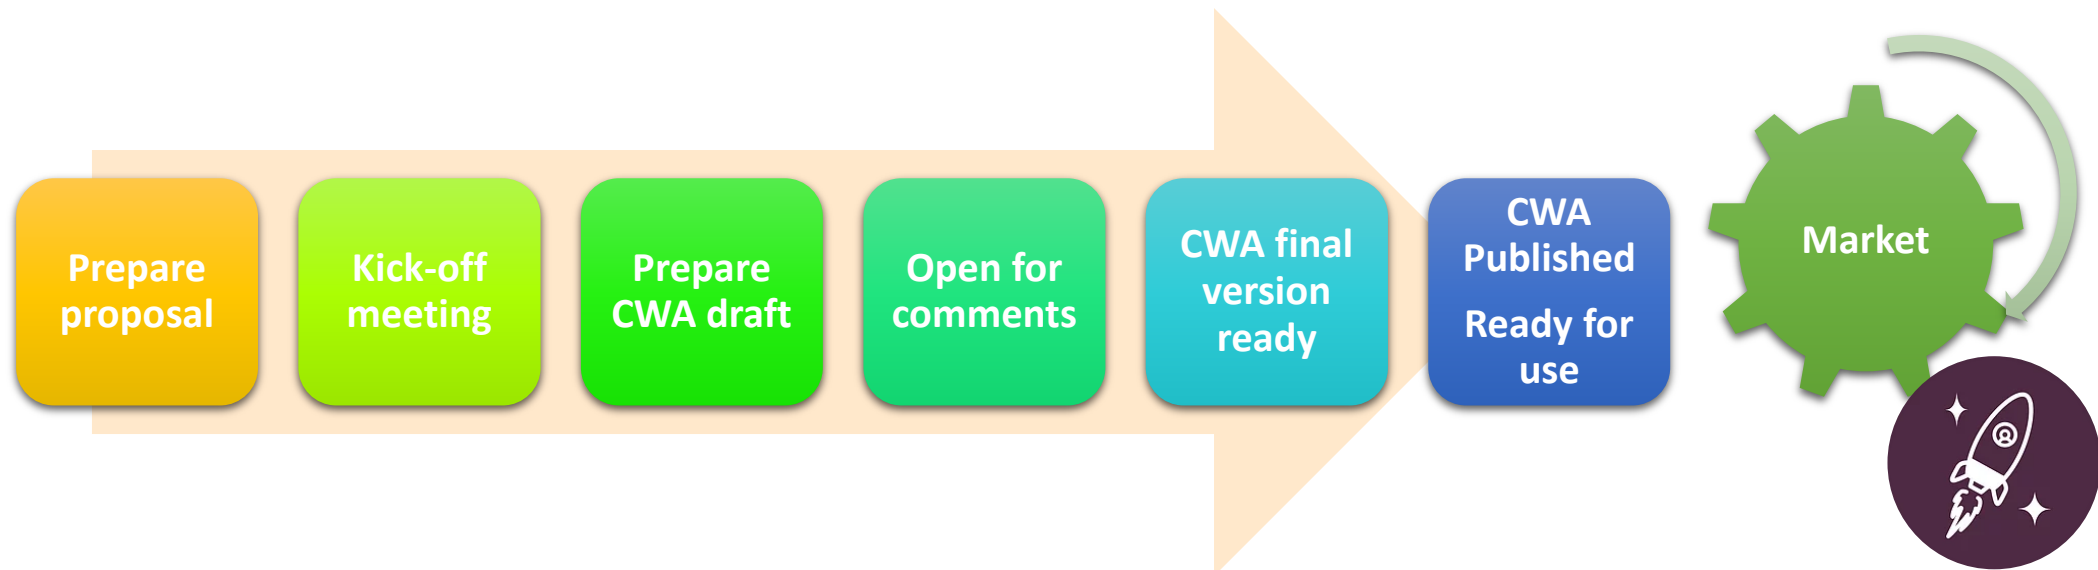 Prepare
proposal
Kick-off
meeting
Prepare
CWA draft
Open for
comments
CWA final
version
ready
CWA
Published
Ready for
use
Market